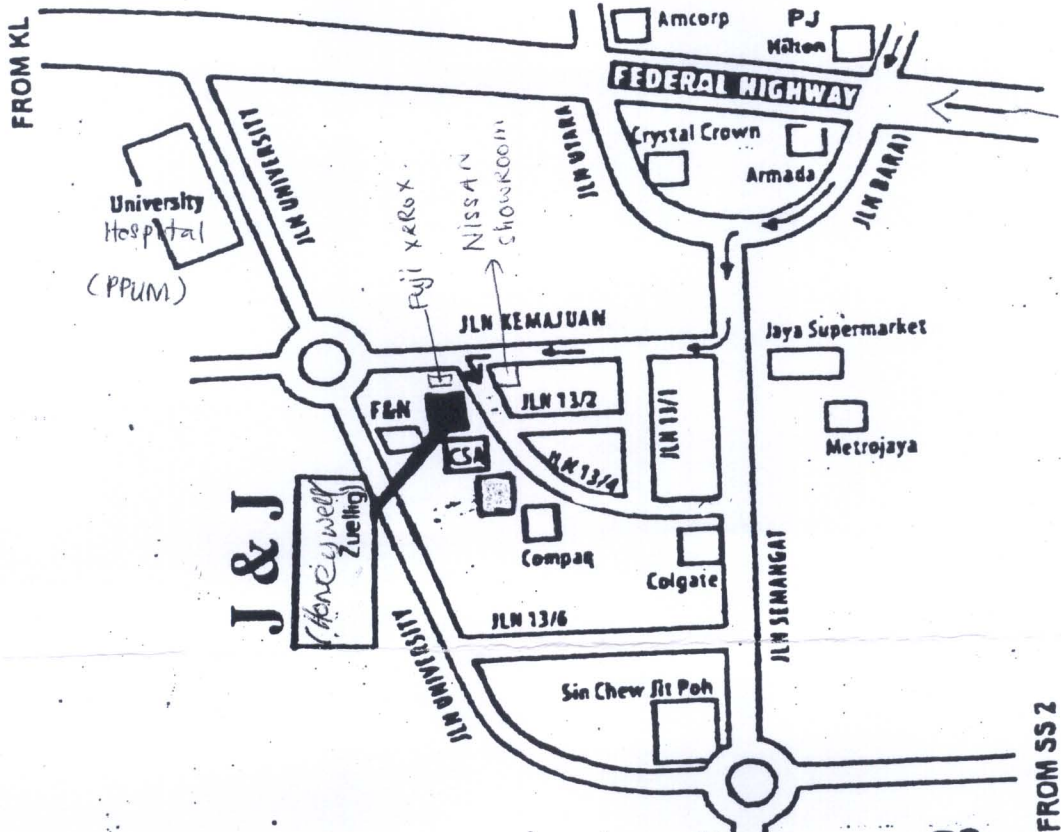 FROM KL
Amcorp
PJ
Hilton
FEDERAL HIGHWAY
Crystal Crown
Armada
JLN UTARA
JLN BARAT
JLN UNIVERSITY
University
Hospital
(PPUM)
Fuji XEROX
NISSAN
Showroom
JLN KEMAJUAN
Jaya Supermarket
F&N
JLN 13/2
JLN 13/1
Metrojaya
CSA
JLN 13/4
J & J
(Honeywell)
Zuellig
Compaq
Colgate
JLN SEMANGAT
JLN 13/6
JLN UNIVERSITY
Sin Chew Jit Poh
FROM SS 2